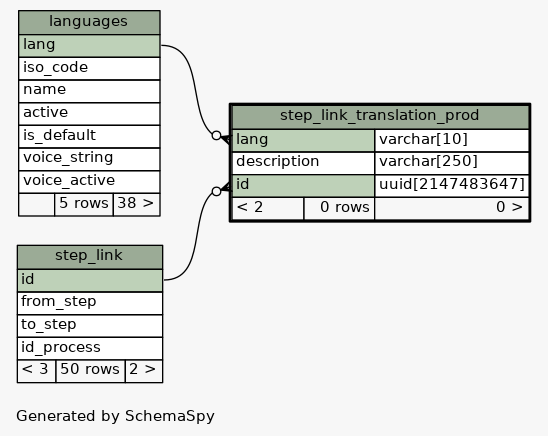 languages
lang
iso_code
name
active
is_default
voice_string
voice_active
5 rows 38 >
step_link_translation_prod
lang varchar[10]
description varchar[250]
id uuid[2147483647]
< 2 0 rows 0 >
step_link
id
from_step
to_step
id_process
< 3 50 rows 2 >
Generated by SchemaSpy